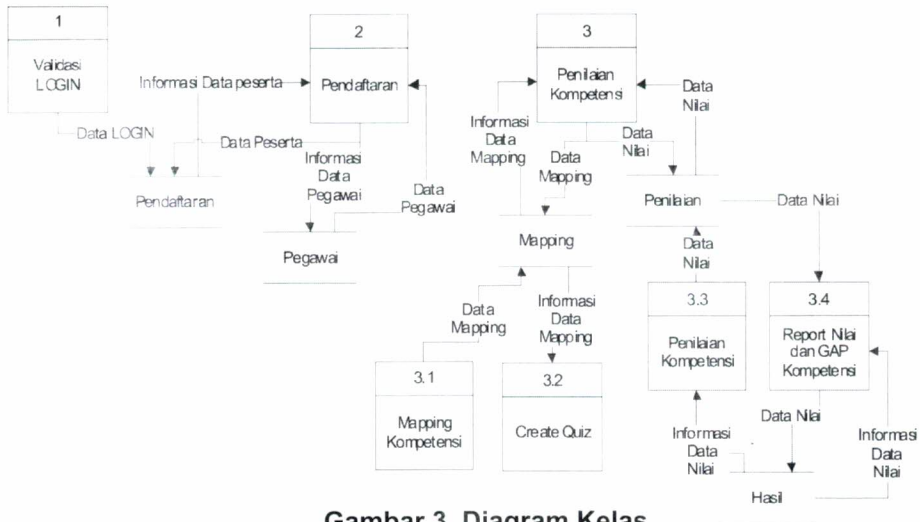 1
Validasi
LOGIN
Data LOGIN
Pendaftaran
Informasi Data peserta
Data Peserta
2
Pendaftaran
Informasi
Data
Pegawai
Data
Pegawai
Pegawai
3
Penilaian
Kompetensi
Informasi
Data
Mapping
Data
Mapping
Data
Nilai
Data
Nilai
Mapping
Penilaian
Data Nilai
Data
Mapping
Informasi
Data
Mapping
Data
Nilai
3.1
Mapping
Kompetensi
3.2
Create Quiz
3.3
Penilaian
Kompetensi
3.4
Report Nilai
dan GAP
Kompetensi
Informasi
Data
Nilai
Data Nilai
Informasi
Data
Nilai
Hasil
Gambar 3. Diagram Kelas